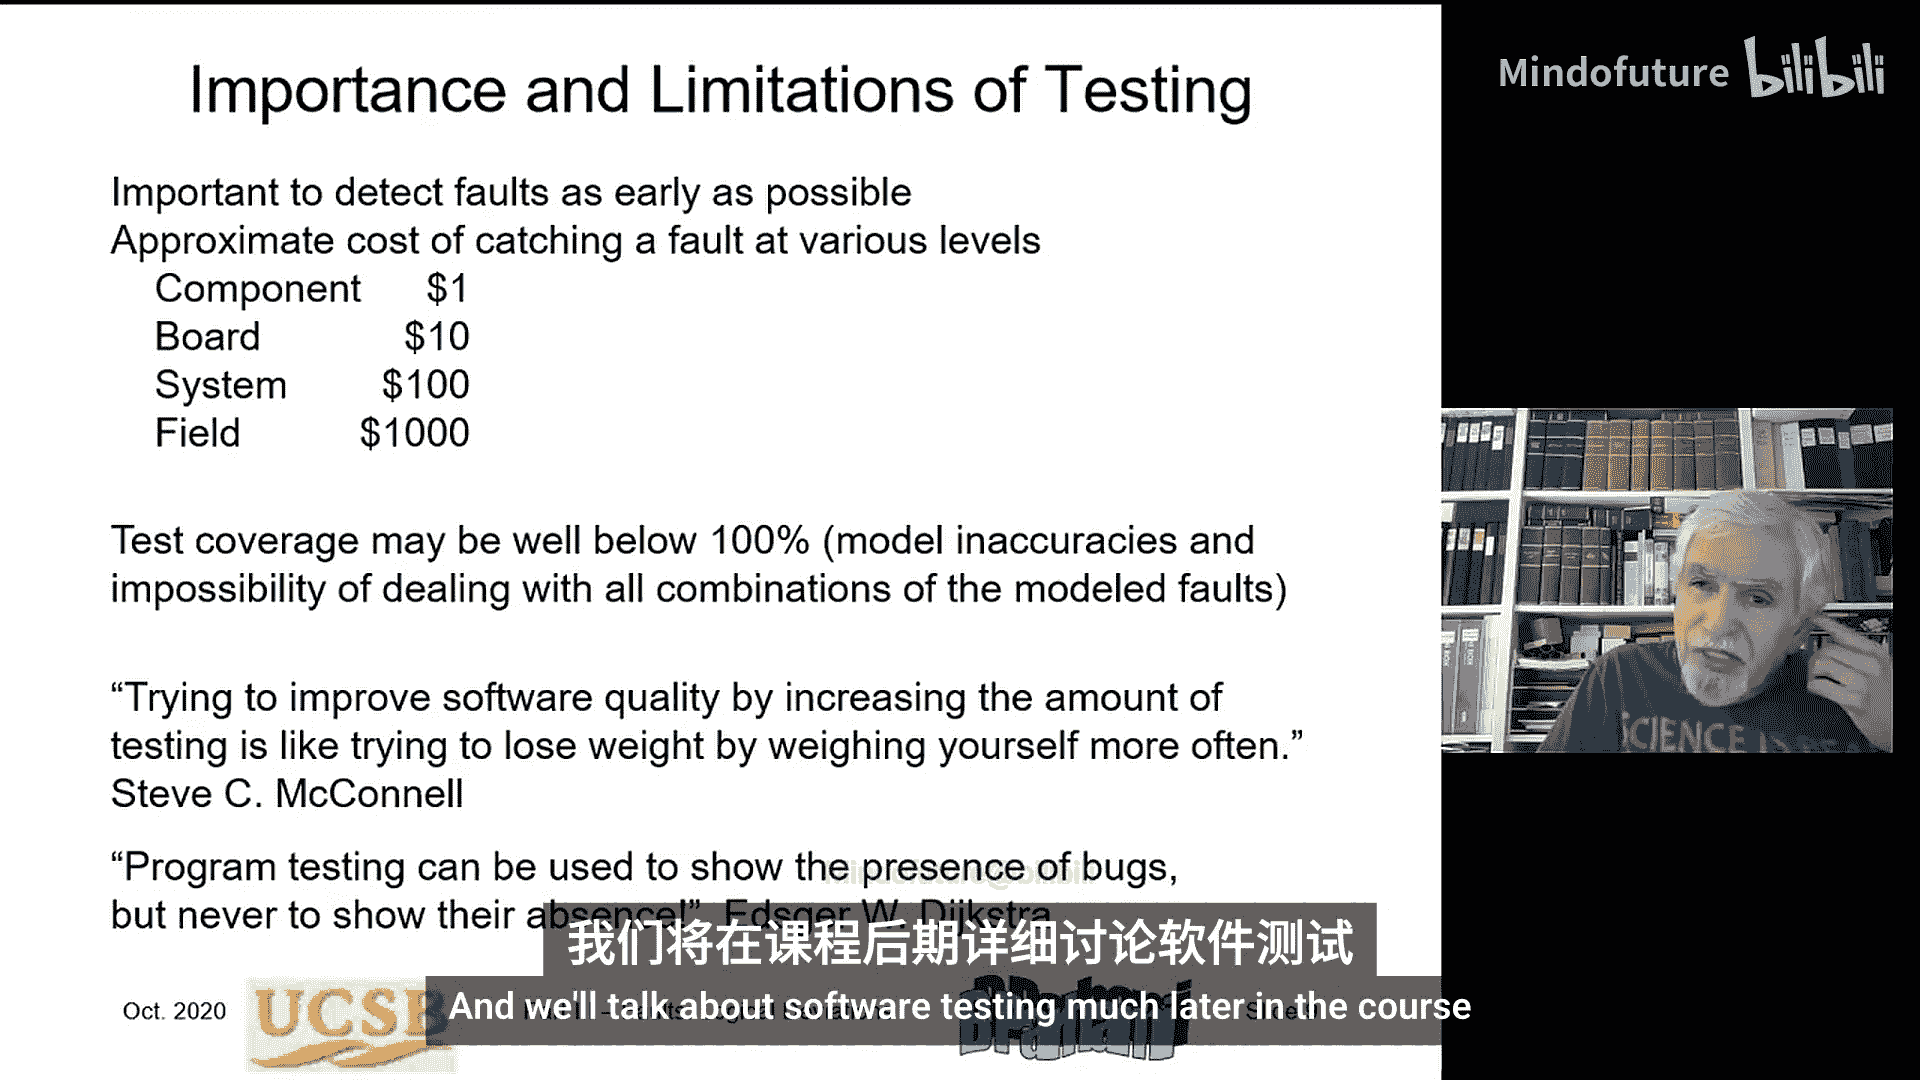 Importance and Limitations of Testing
Mindofuture bilibili
Important to detect faults as early as possible
Approximate cost of catching a fault at various levels
Component $1
Board $10
System $100
Field $1000
Test coverage may be well below 100% (model inaccuracies and
impossibility of dealing with all combinations of the modeled faults)
“Trying to improve software quality by increasing the amount of
testing is like trying to lose weight by weighing yourself more often.”
Steve C. McConnell
“Program testing can be used to show the presence of bugs,
but never to show their absence!” Edsger W. Dijkstra
SCIENCE
我们将在课程后期详细讨论软件测试
Oct. 2020
UCSB
And we'll talk about software testing much later in the course